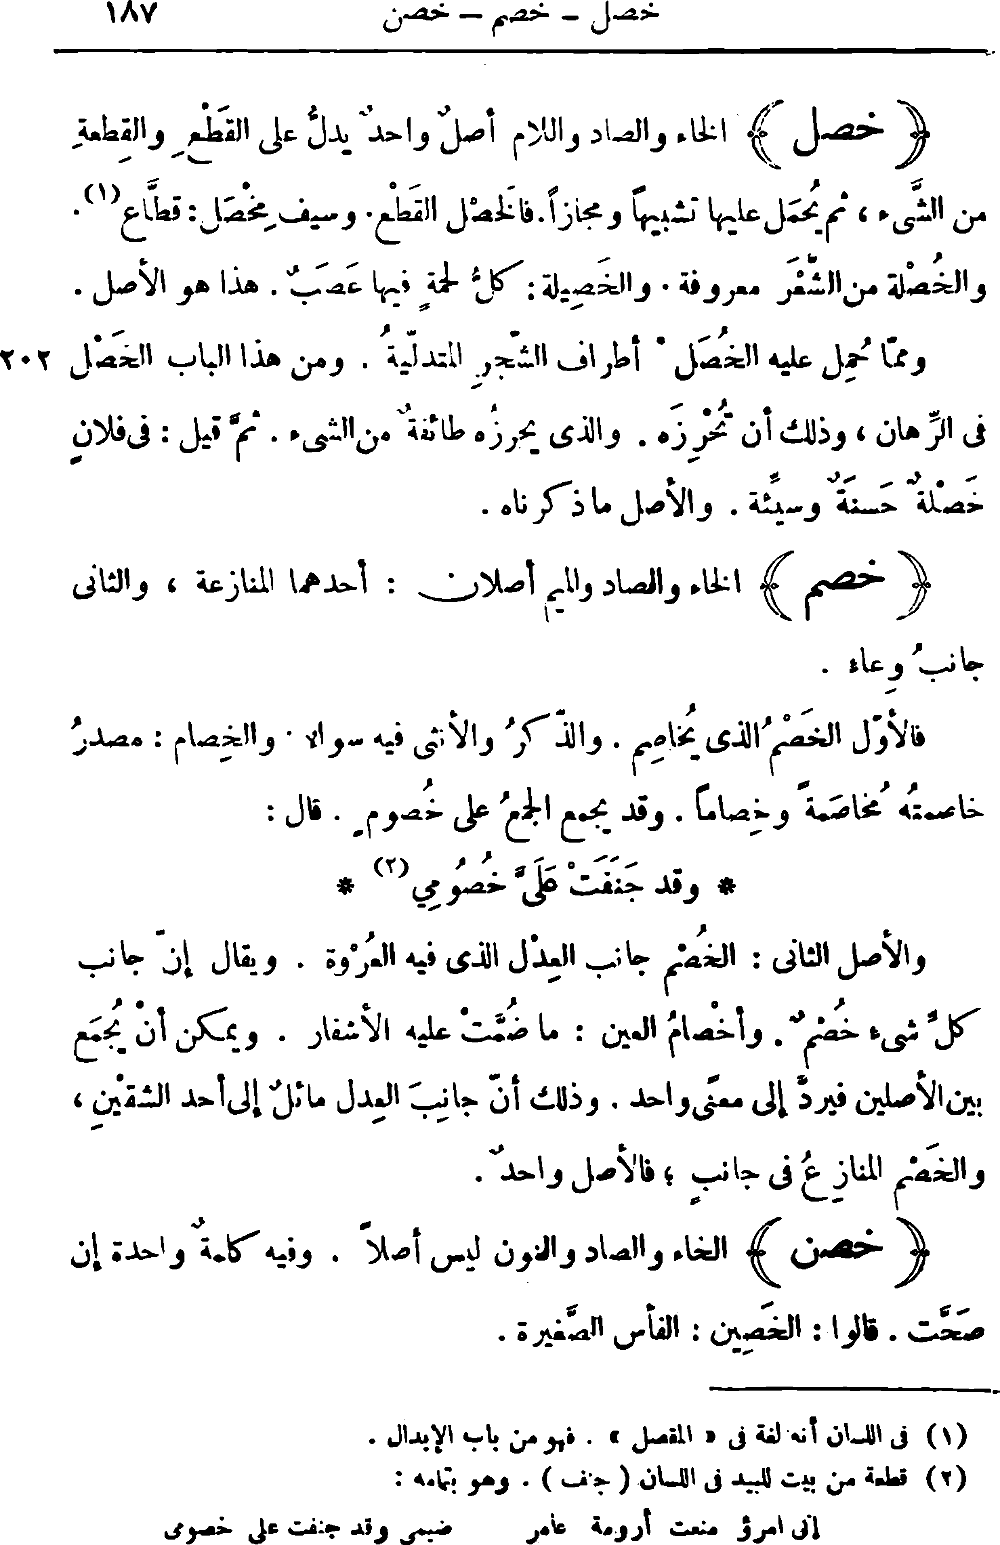 خصل – خصم – خصن ١٨٧
﴿ خصل ﴾ الخاء والصاد واللام أصلٌ واحدٌ يدلُّ على القَطْعِ والقِطعةِ
من الشَّىء ، ثم يُحمَل عليها تشبيهاً ومجازاً. فالخصْل القَطْع. وسيف مِخْصَل: قطَّاع(١).
والخُصْلة من الشَّعْرَ معروفة. والخَصِيلة: كلُّ لحمةٍ فيها عَصَبٌ. هذا هو الأصل .
ومّما حُمِل عليه الخُصَل ْ أطراف الشّجرِ المتدلّيةُ . ومن هذا الباب الخَصْل ٢٠٢
فى الرِّهان ، وذلك أن تُحْرِزَه . والذى يحرزُه طائفةٌ من الشىء . ثمَّ قيل : فى فلانٍ
خَصْلةٌ حَسنَةٌ وسيِّئة . والأصل ما ذكرناه .
﴿ خصم ﴾ الخاء والصاد والميم أصلان : أحدهما المنازعة ، والثانى
جانبُ وِعاء .
فالأوّل الخَصْمُ الذى يُخاصِم . والذّكرُ والأنثى فيه سواء . والخِصام : مصدرُ
خاصمتُه مُخاصَمةً وخِصاماً . وقد يجمع الجمعُ على خُصومٍ . قال :
* وقد جَنَفَتْ عَلَىَّ خُصُومِي(٢) *
والأصل الثانى : الخُصْم جانب العِدْل الذى فيه العُرْوة . ويقال إنّ جانب
كلِّ شىء خُصْمٌ . وأخْصامُ العين : ما ضُمَّتْ عليه الأشفار . ويمكن أنْ يُجمَع
بين الأصلين فيردَّ إلى معنًى واحد . وذلك أنّ جانِبَ العِدل مائلٌ إلى أحد الشقّينِ ،
والخَصْم المنازِعُ فى جانبٍ ؛ فالأصل واحدٌ .
﴿ خصن ﴾ الخاء والصاد والنون ليس أصلاً . وفيه كلمةٌ واحدة إن
صَحَّت . قالوا : الخَصِين : الفأس الصَّغيرة .
(١) فى اللسان أنه لغة فى « المقصل » . فهو من باب الإبدال .
(٢) قطعة من بيت للبيد فى اللسان ( جنف ) . وهو بتمامه :
إنى امرؤ منعت أرومة عامر ضيمى وقد جنفت على خصومى